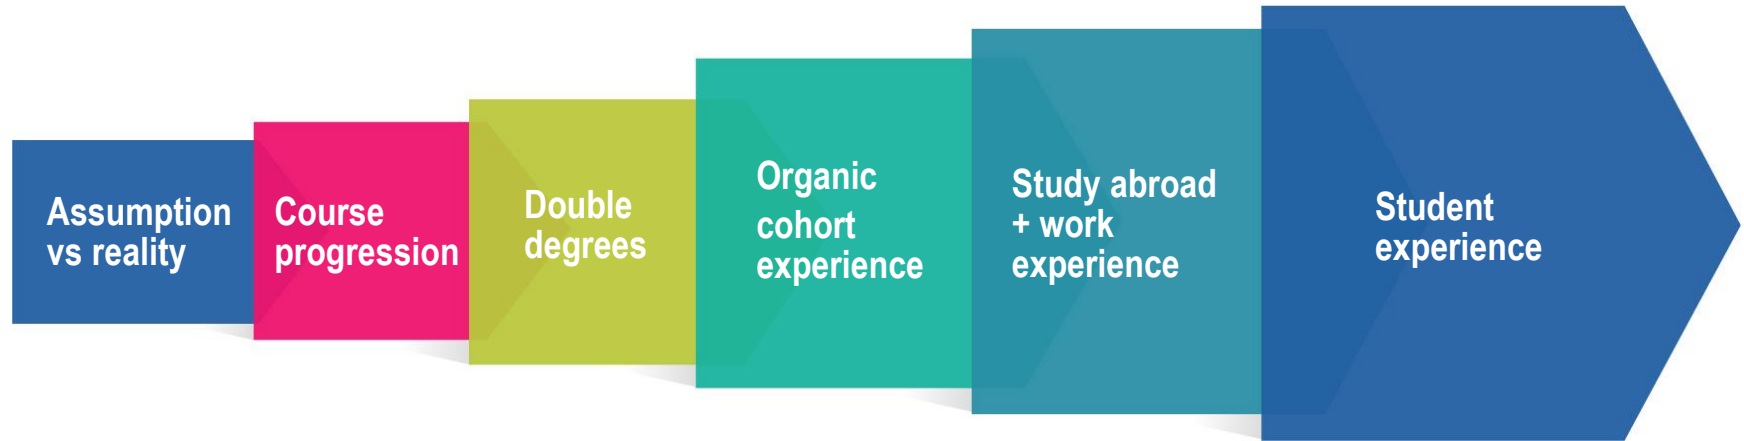 Assumption
vs reality
Course
progression
Double
degrees
Organic
cohort
experience
Study abroad
+ work
experience
Student
experience